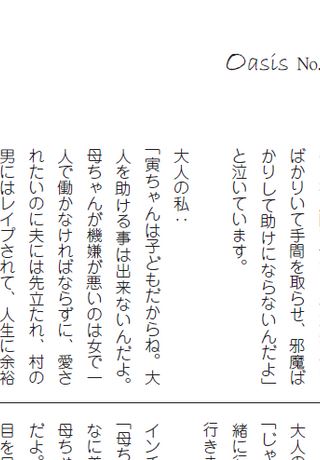 Oasis No.
ばかりいて手間を取らせ、邪魔ば
かりして助けにならないんだよ」
と泣いています。
大人の私：
「寅ちゃんは子どもだからね。大
人を助ける事は出来ないんだよ。
母ちゃんが機嫌が悪いのは女で一
人で働かなければならずに、愛さ
れたいのに夫には先立たれ、村の
男にはレイプされて、人生に余裕
大人の
「じゃ
緒に行
行き
インチ
「母ち
なに美
母ちゃ
だよ。
目を